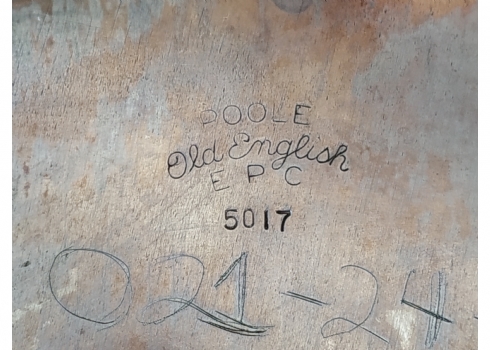 POOLE
Old English
E P C
5017
021-24-